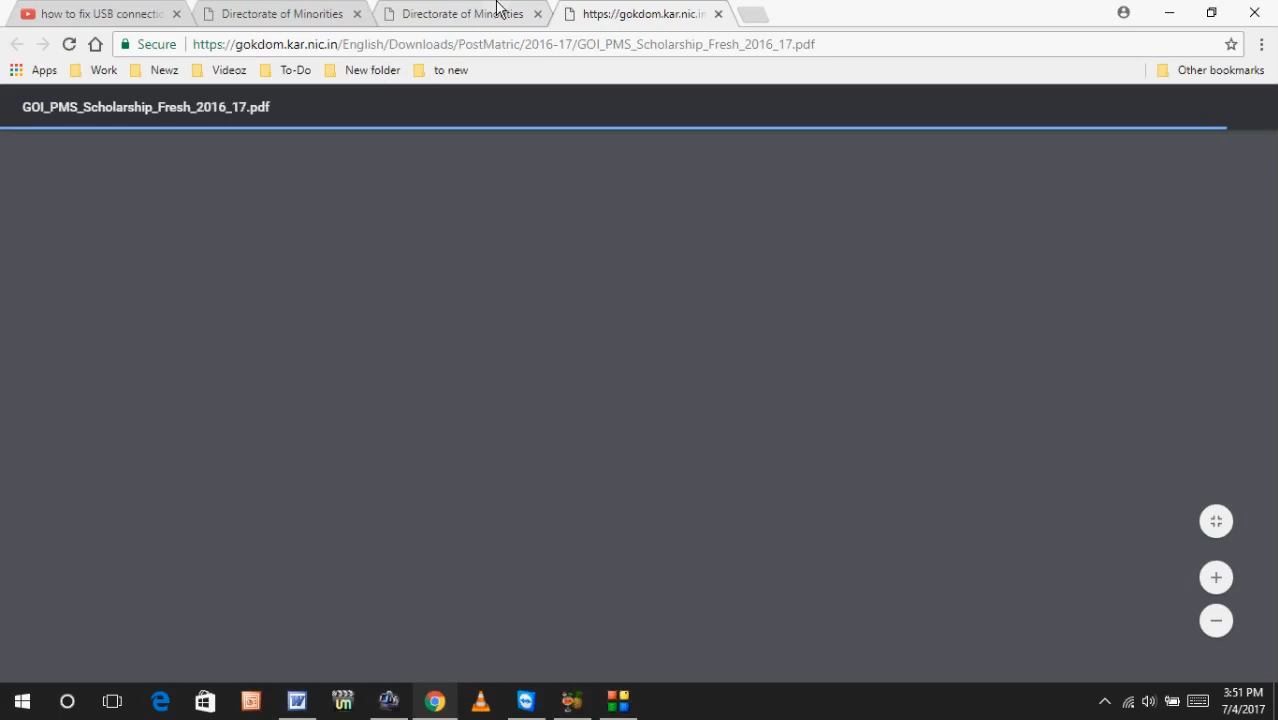 how to fix USB connectic
Directorate of Minorities
Directorate of Minorities
https://gokdom.kar.nic.in
Secure
https://gokdom.kar.nic.in/English/Downloads/PostMatric/2016-17/GOI_PMS_Scholarship_Fresh_2016_17.pdf
Apps
Work
Newz
Videoz
To-Do
New folder
to new
Other bookmarks
GOI_PMS_Scholarship_Fresh_2016_17.pdf
3:51 PM
7/4/2017